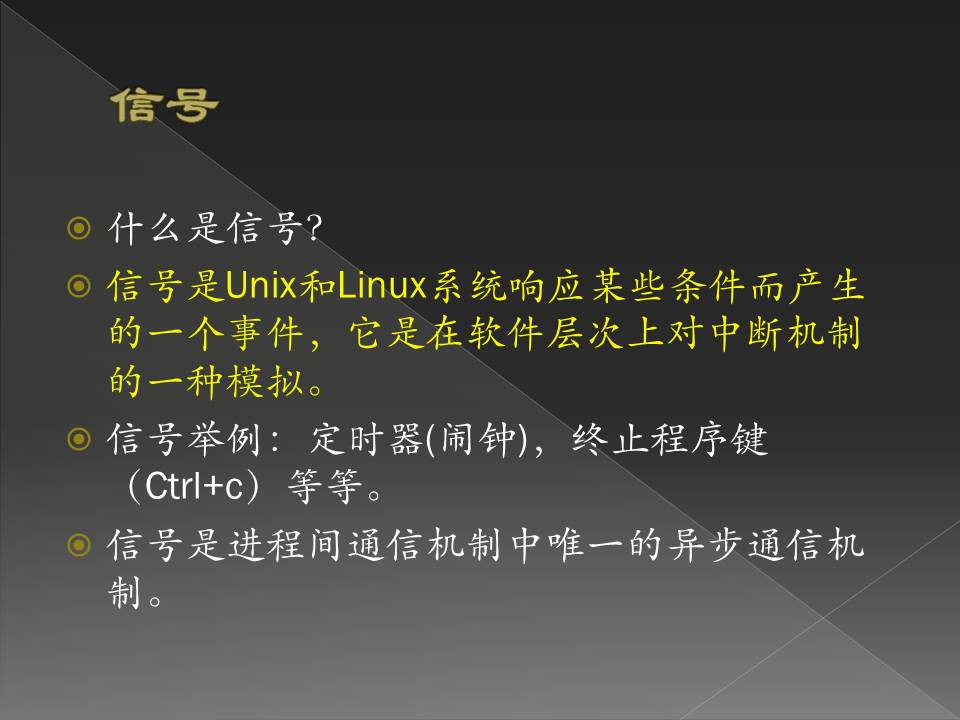 信号
什么是信号?
信号是Unix和Linux系统响应某些条件而产生
的一个事件，它是在软件层次上对中断机制
的一种模拟。
信号举例：定时器(闹钟)，终止程序键
（Ctrl+c）等等。
信号是进程间通信机制中唯一的异步通信机
制。